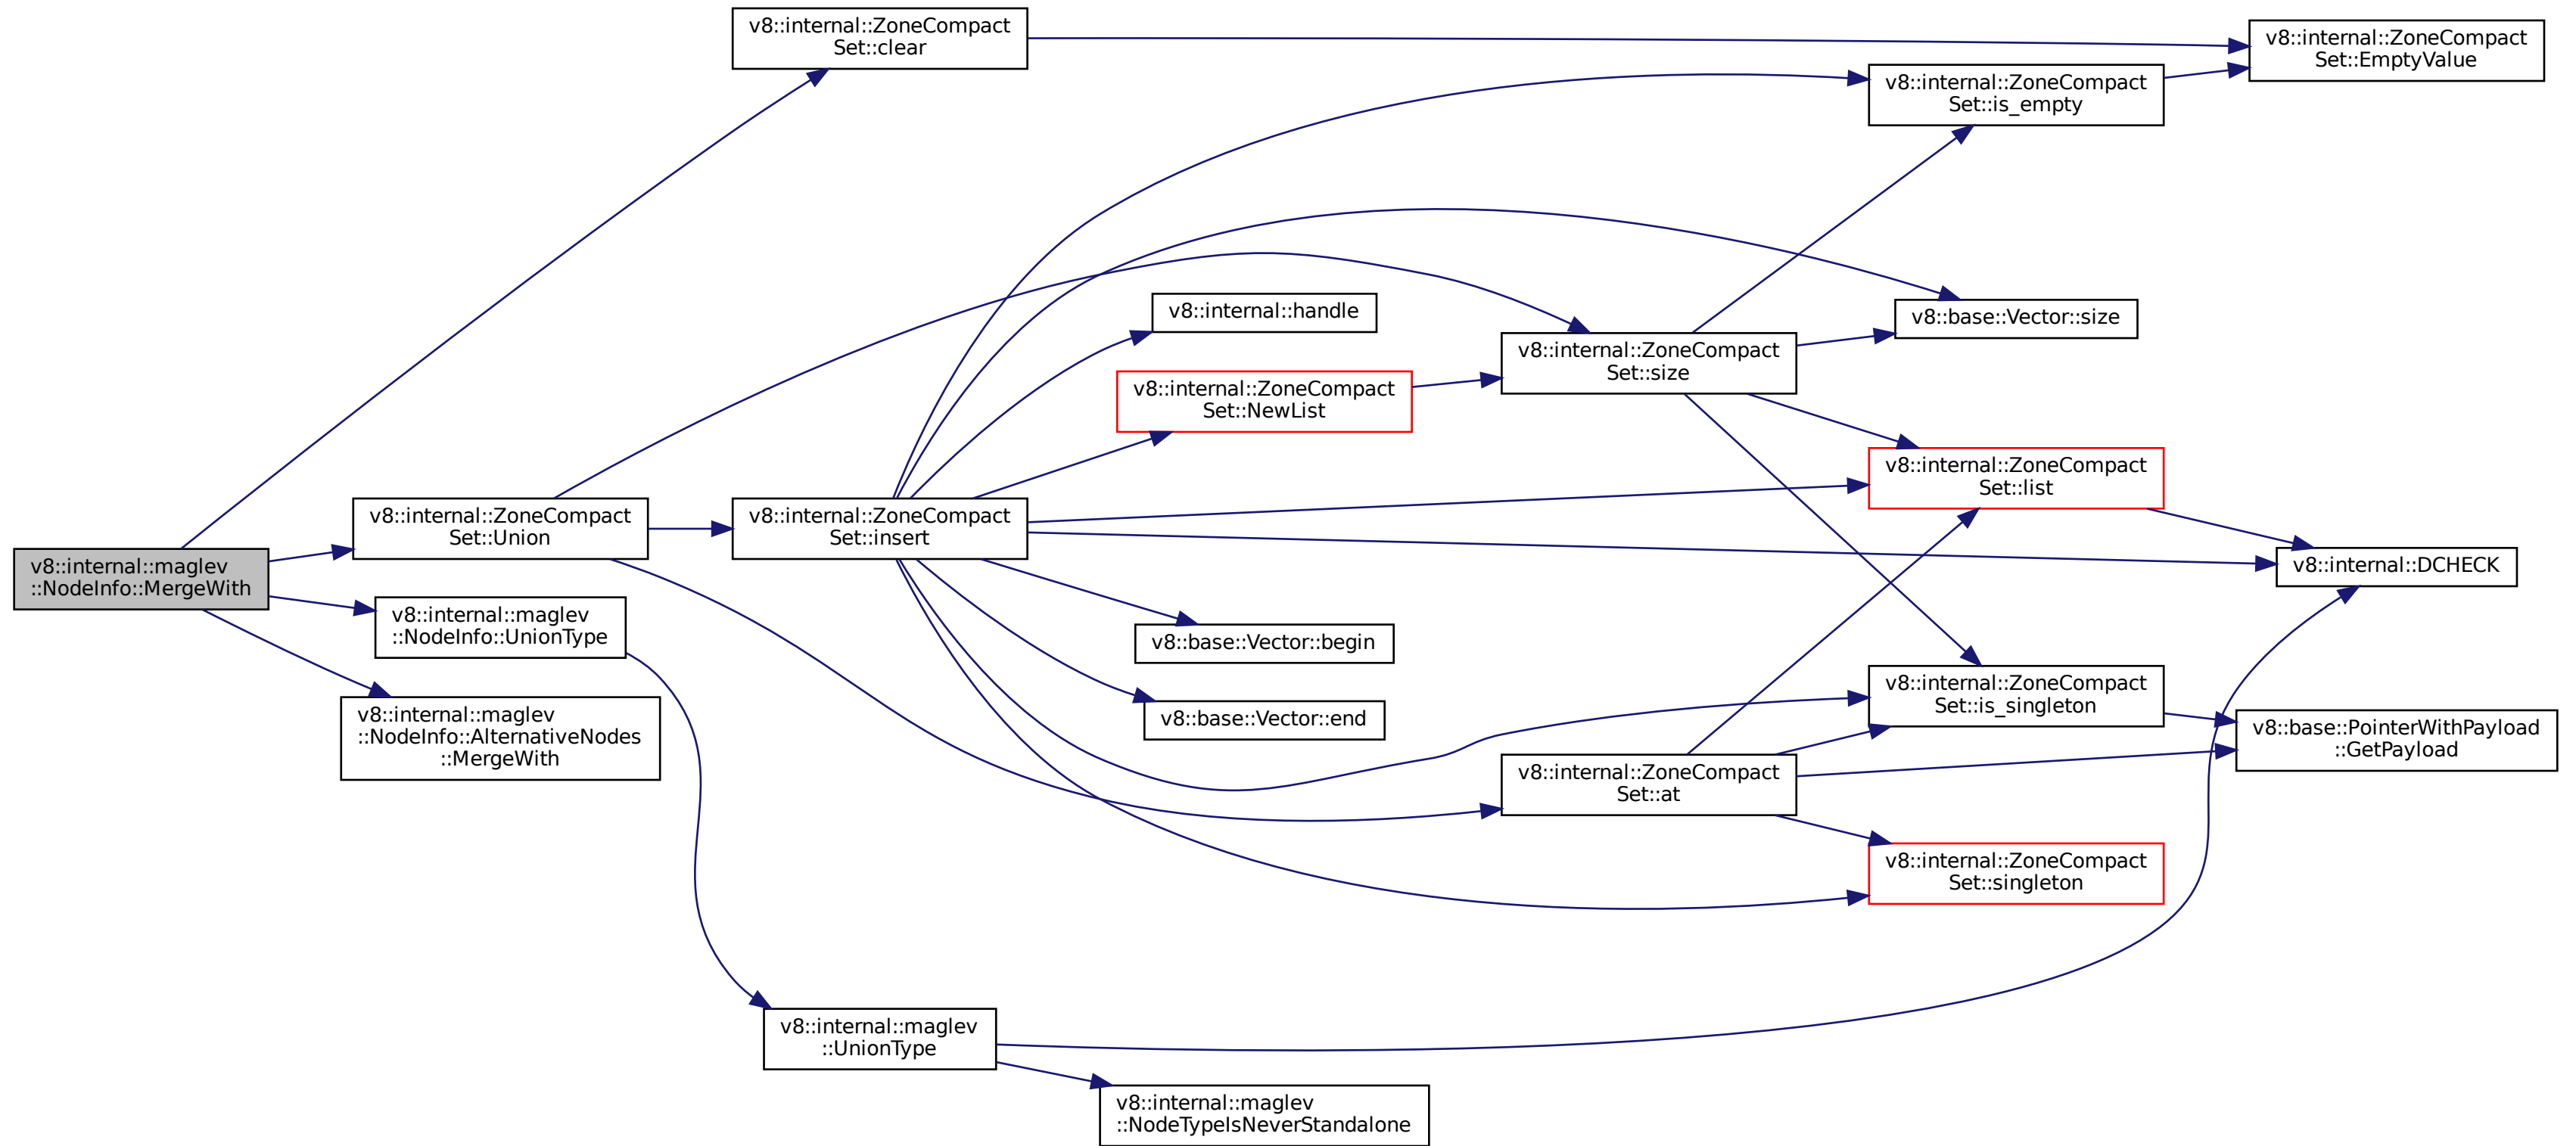 v8::internal::ZoneCompact
Set::clear
v8::internal::ZoneCompact
Set::EmptyValue
v8::internal::ZoneCompact
Set::is_empty
v8::internal::handle
v8::base::Vector::size
v8::internal::ZoneCompact
Set::size
v8::internal::ZoneCompact
Set::NewList
v8::internal::ZoneCompact
Set::list
v8::internal::ZoneCompact
Set::Union
v8::internal::ZoneCompact
Set::insert
v8::internal::maglev
::NodeInfo::MergeWith
v8::internal::DCHECK
v8::internal::maglev
::NodeInfo::UnionType
v8::base::Vector::begin
v8::internal::ZoneCompact
Set::is_singleton
v8::internal::maglev
::NodeInfo::AlternativeNodes
::MergeWith
v8::base::Vector::end
v8::base::PointerWithPayload
::GetPayload
v8::internal::ZoneCompact
Set::at
v8::internal::ZoneCompact
Set::singleton
v8::internal::maglev
::UnionType
v8::internal::maglev
::NodeTypeIsNeverStandalone